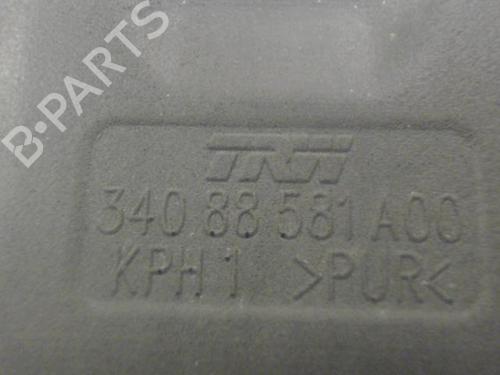 B-PARTS
TRW
340 88 581 A00
KPH 1 >PUR<